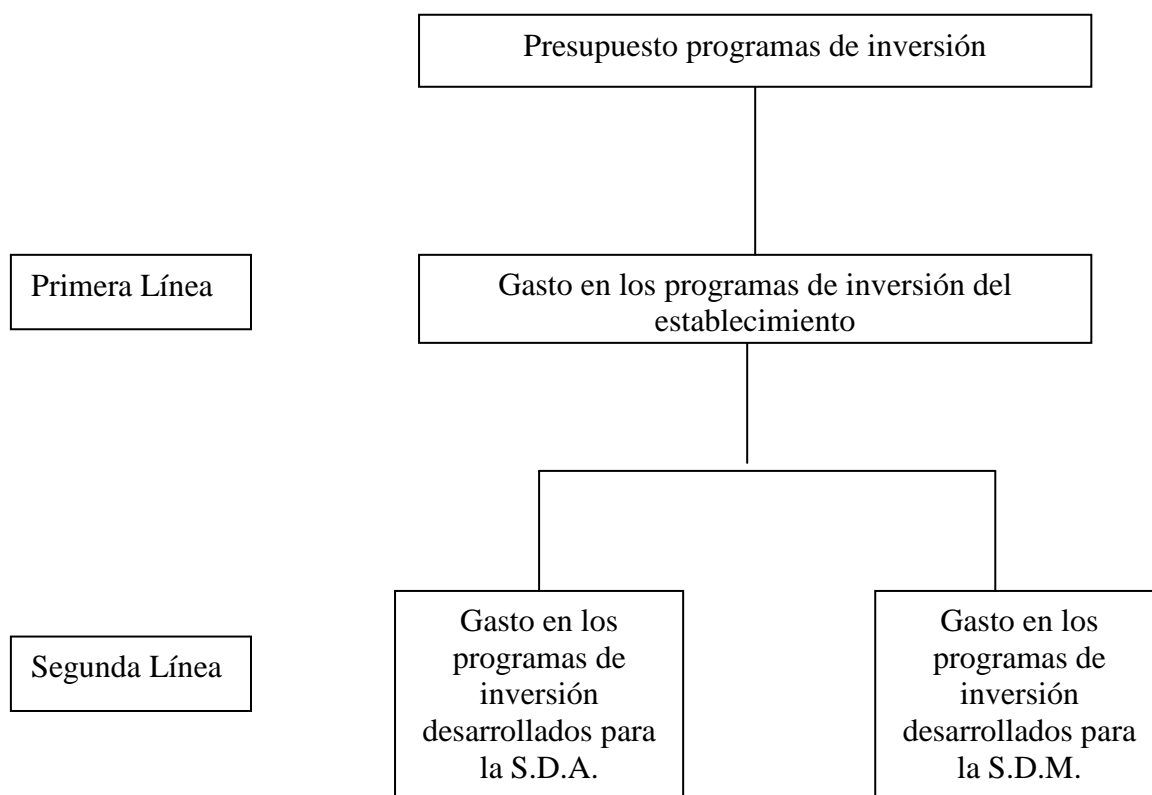 Presupuesto programas de inversión
Primera Línea
Gasto en los programas de inversión del
establecimiento
Segunda Línea
Gasto en los
programas de
inversión
desarrollados para
la S.D.A.
Gasto en los
programas de
inversión
desarrollados para
la S.D.M.